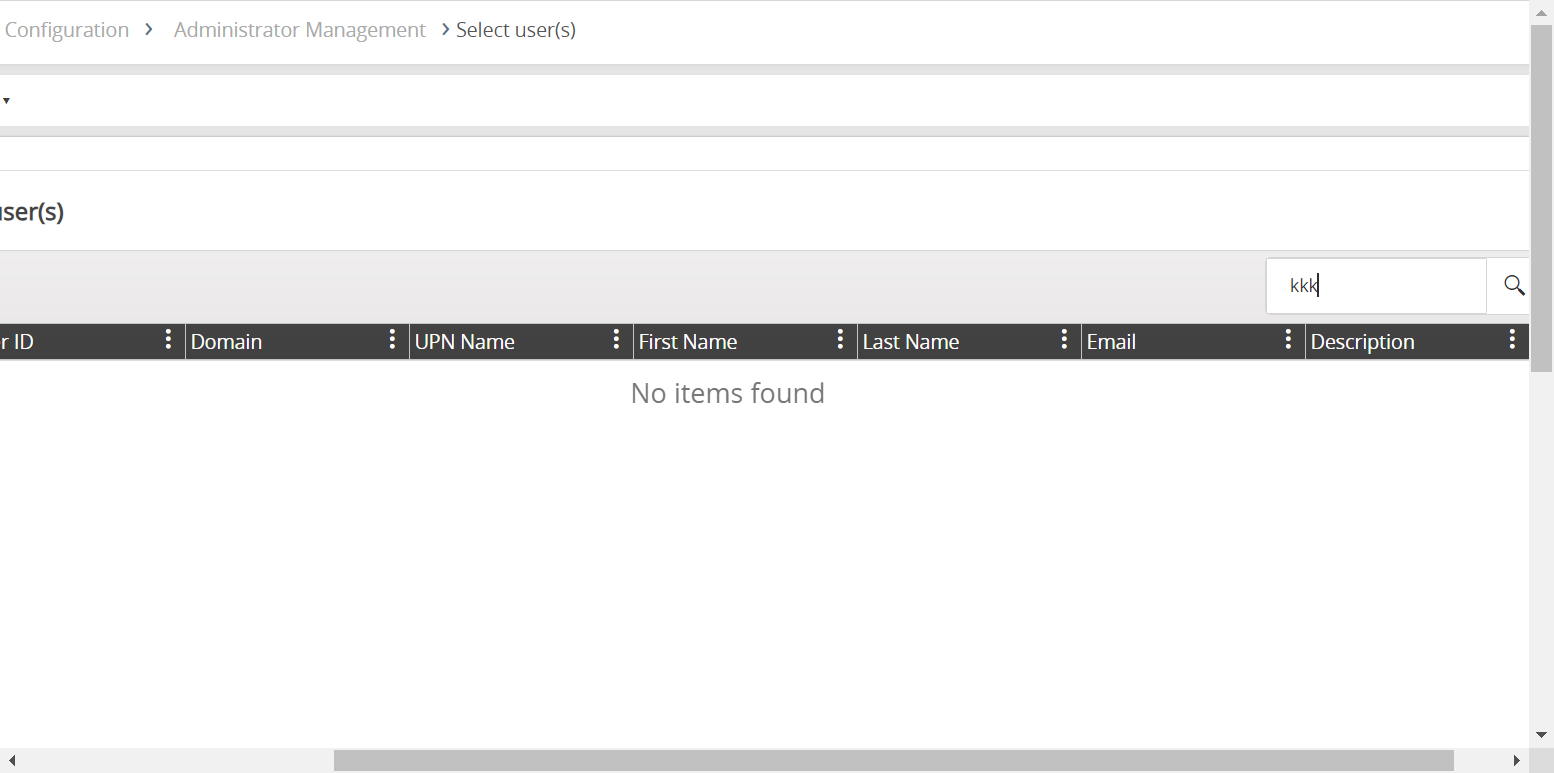 Configuration > Administrator Management > Select user(s)
user(s)
kkk
r ID Domain UPN Name First Name Last Name Email Description
No items found